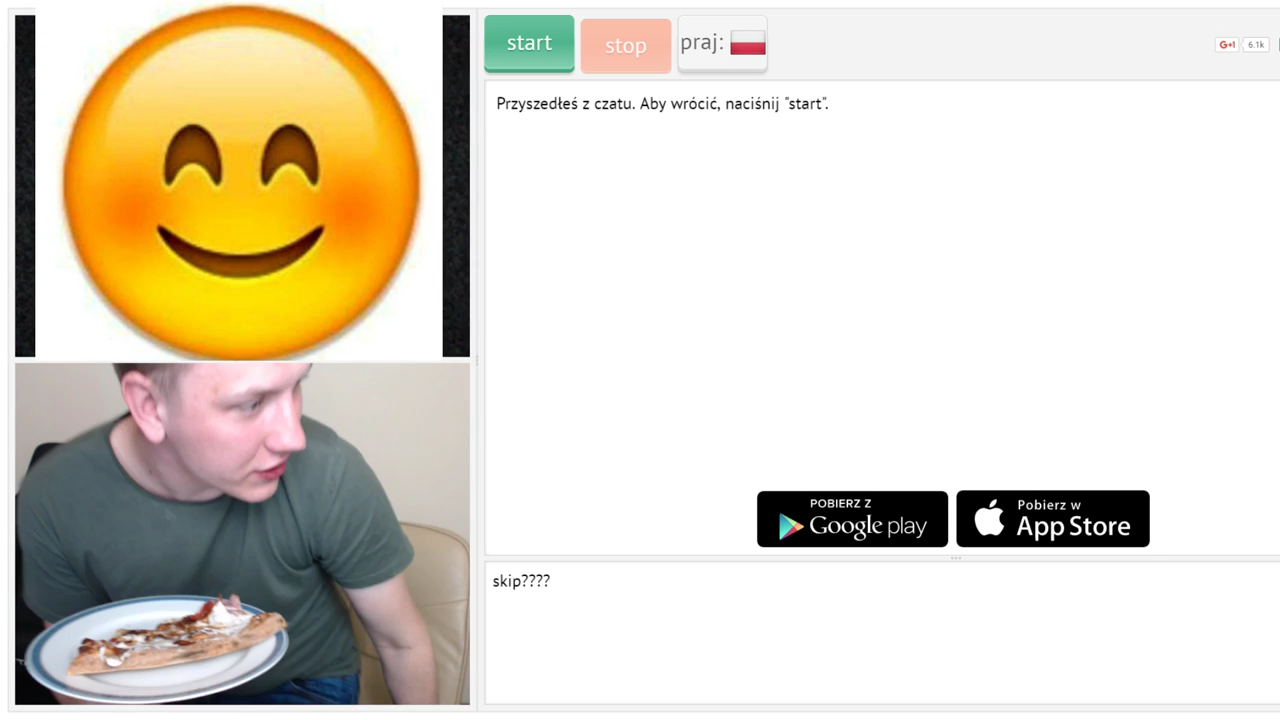 start
stop
praj:
G+1
6.1k
Przyszedłeś z czatu. Aby wrócić, naciśnij "start".
POBIERZ Z
Google play
Pobierz w
App Store
skip????